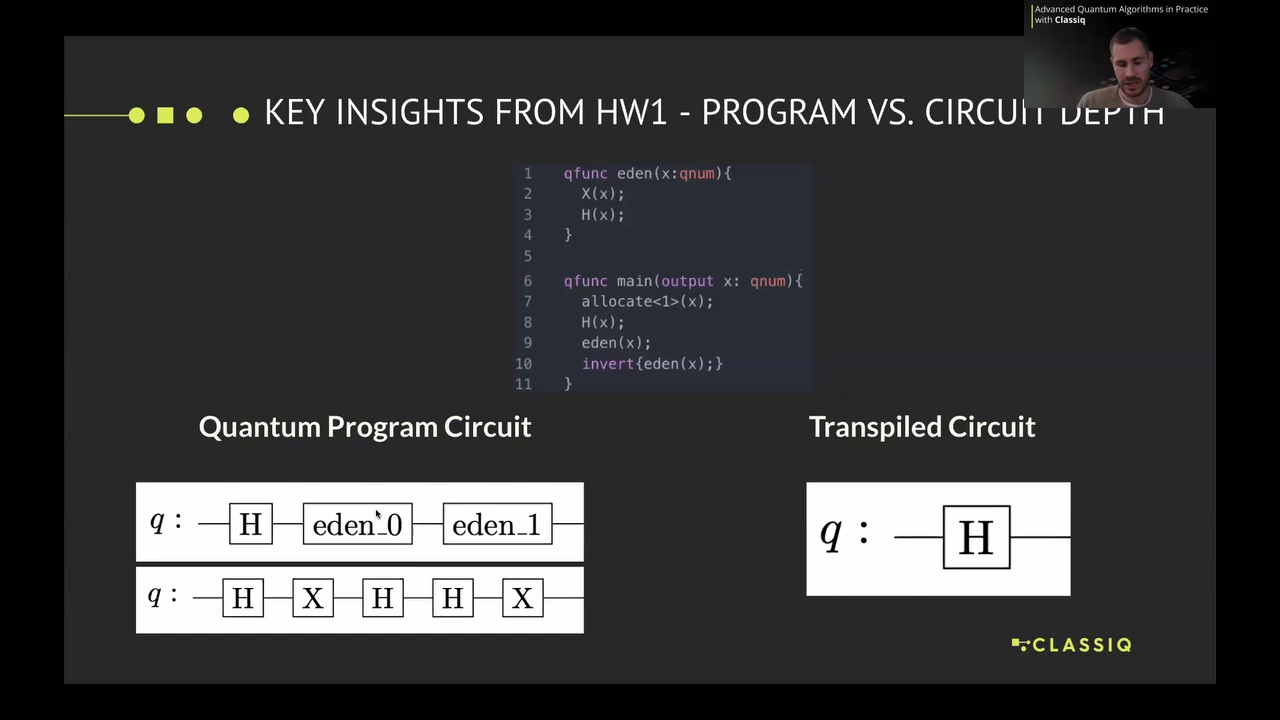 Advanced Quantum Algorithms in Practice
with Classiq
KEY INSIGHTS FROM HW1 - PROGRAM VS. CIRCUIT DEPTH
1 qfunc eden(x:qnum){
2 X(x);
3 H(x);
4 }
5
6 qfunc main(output x: qnum){
7 allocate<1>(x);
8 H(x);
9 eden(x);
10 invert{eden(x);}
11 }
Quantum Program Circuit
Transpiled Circuit
q : H eden_0 eden_1
q : H X H H X
q : H
CLASSIQ